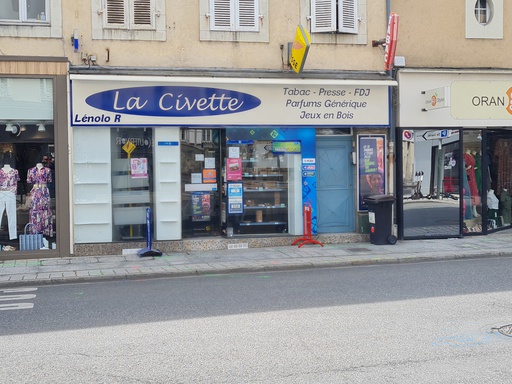 La Civette
Lénolo R
Tabac - Presse - FDJ
Parfums Générique
Jeux en Bois
ORAN